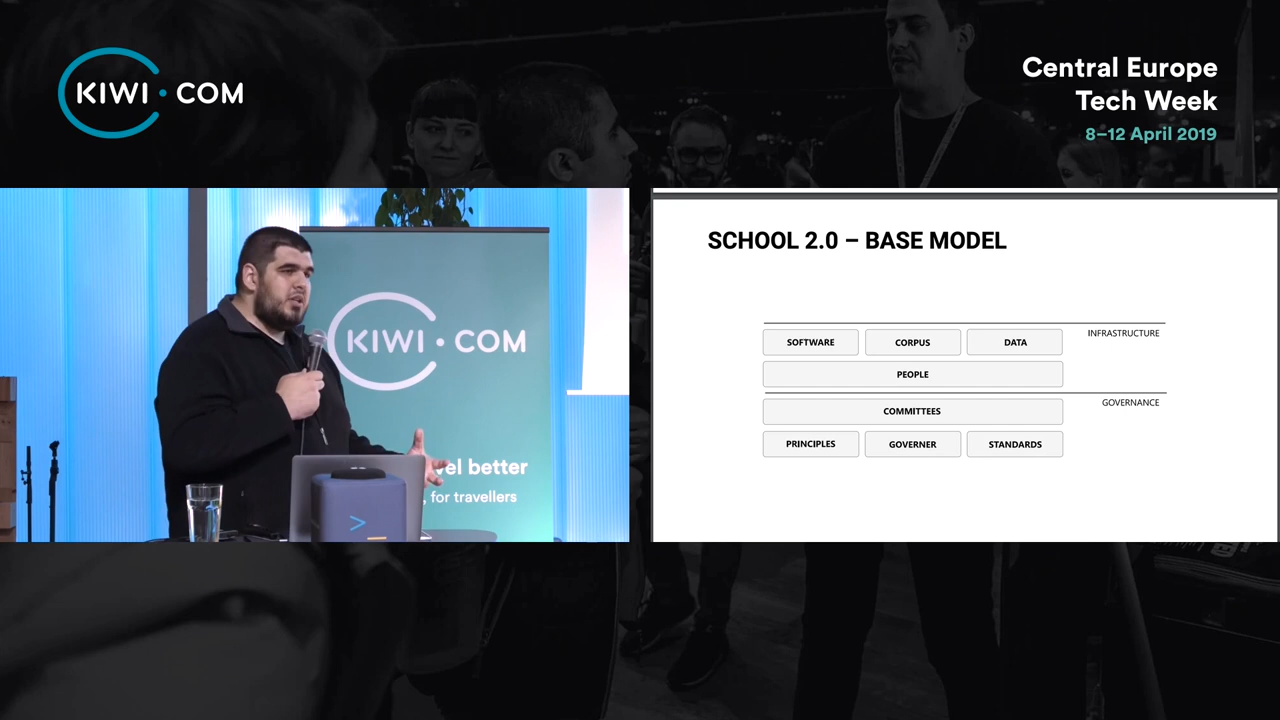 KIWI·COM
Central Europe
Tech Week
8–12 April 2019
KIWI·COM
vel better
, for travellers
>_
SCHOOL 2.0 – BASE MODEL
INFRASTRUCTURE
SOFTWARE CORPUS DATA
PEOPLE
GOVERNANCE
COMMITTEES
PRINCIPLES GOVERNER STANDARDS